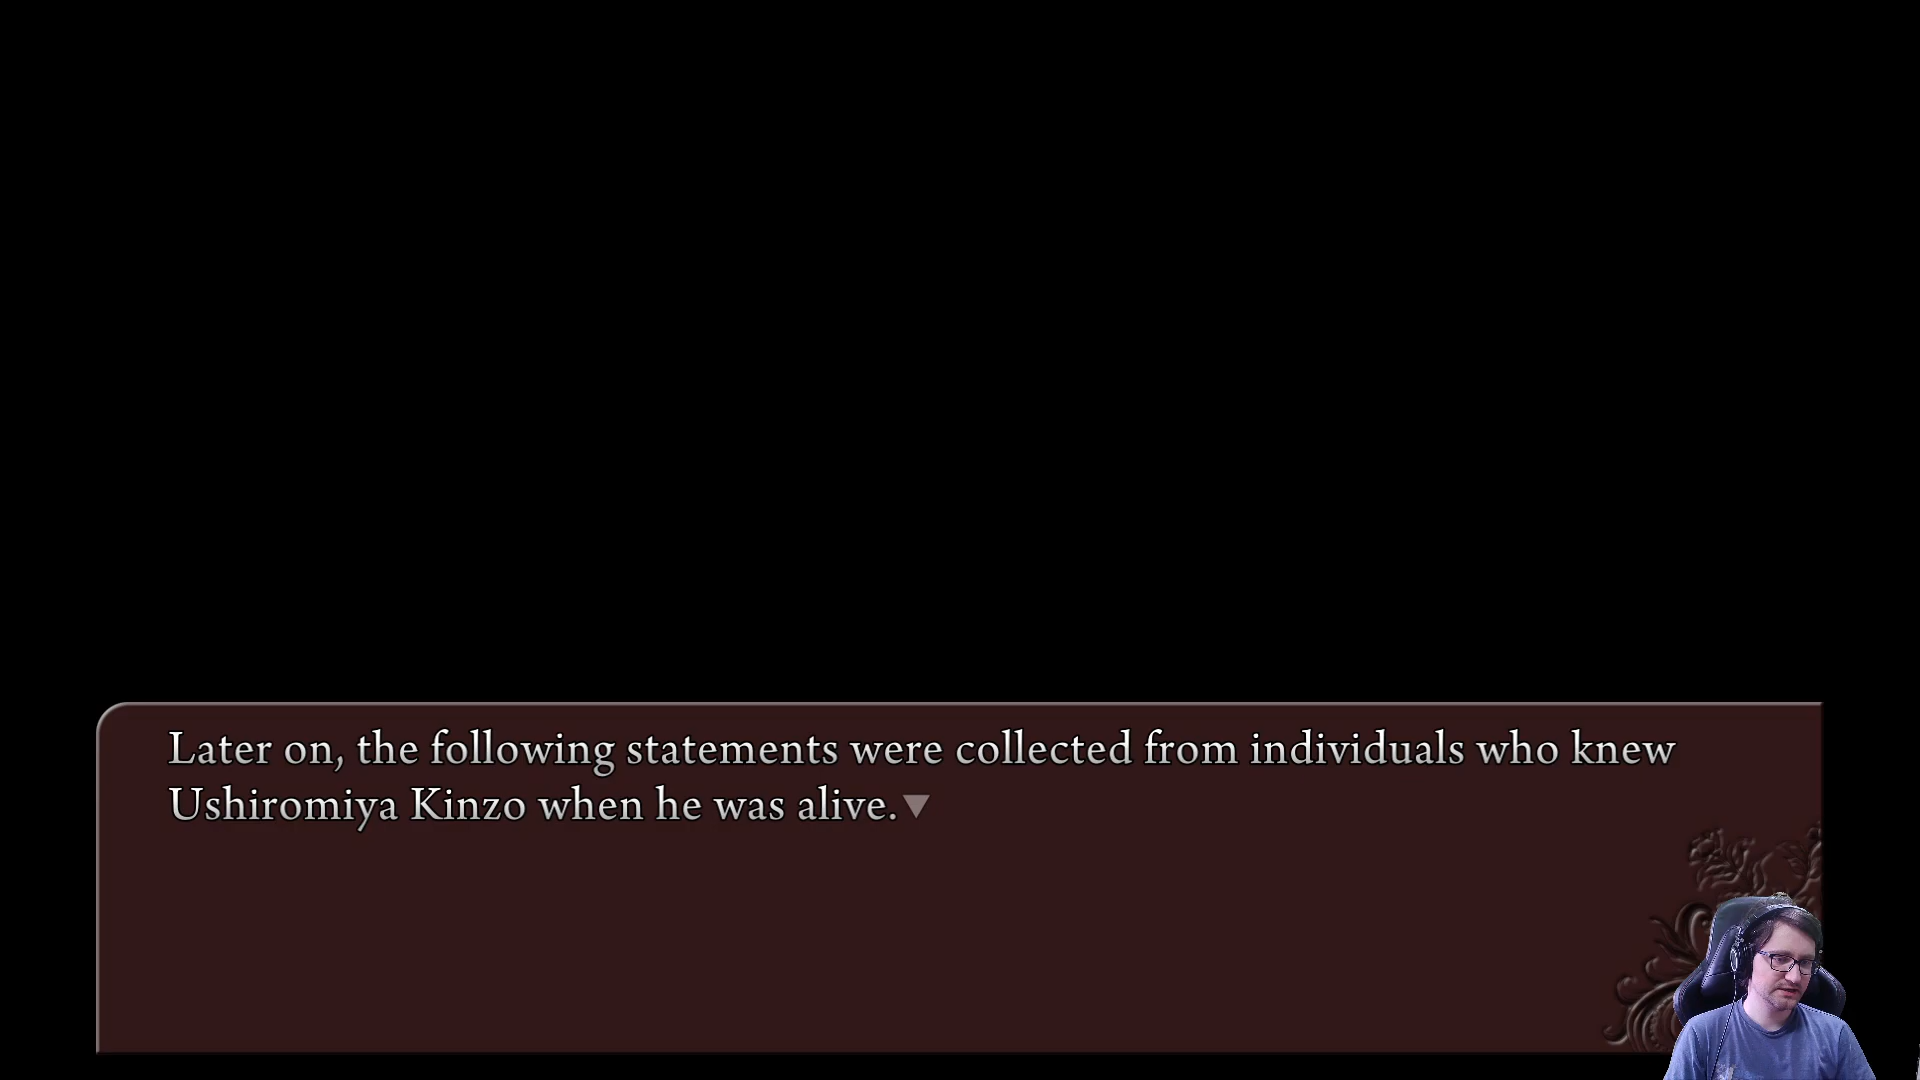 Later on, the following statements were collected from individuals who knew
Ushiromiya Kinzo when he was alive.